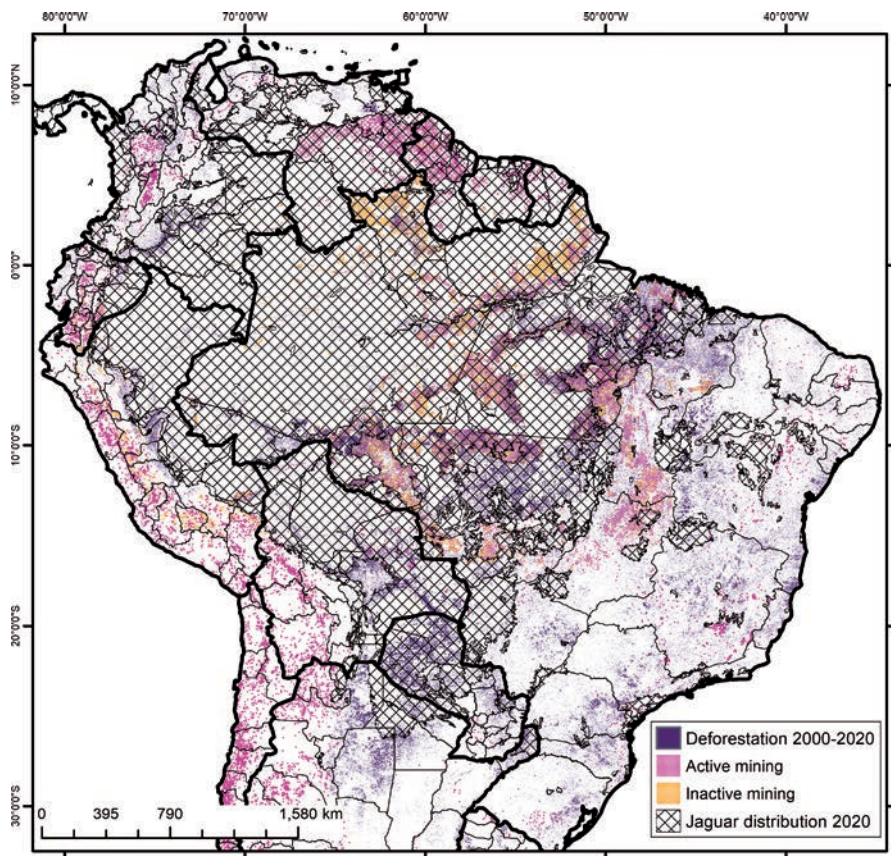 80°0'0"W 70°0'0"W 60°0'0"W 50°0'0"W 40°0'0"W
10°0'0"N
0°0'0"
10°0'0"S
20°0'0"S
30°0'0"S
Deforestation 2000-2020
Active mining
Inactive mining
Jaguar distribution 2020
0 395 790 1,580 km